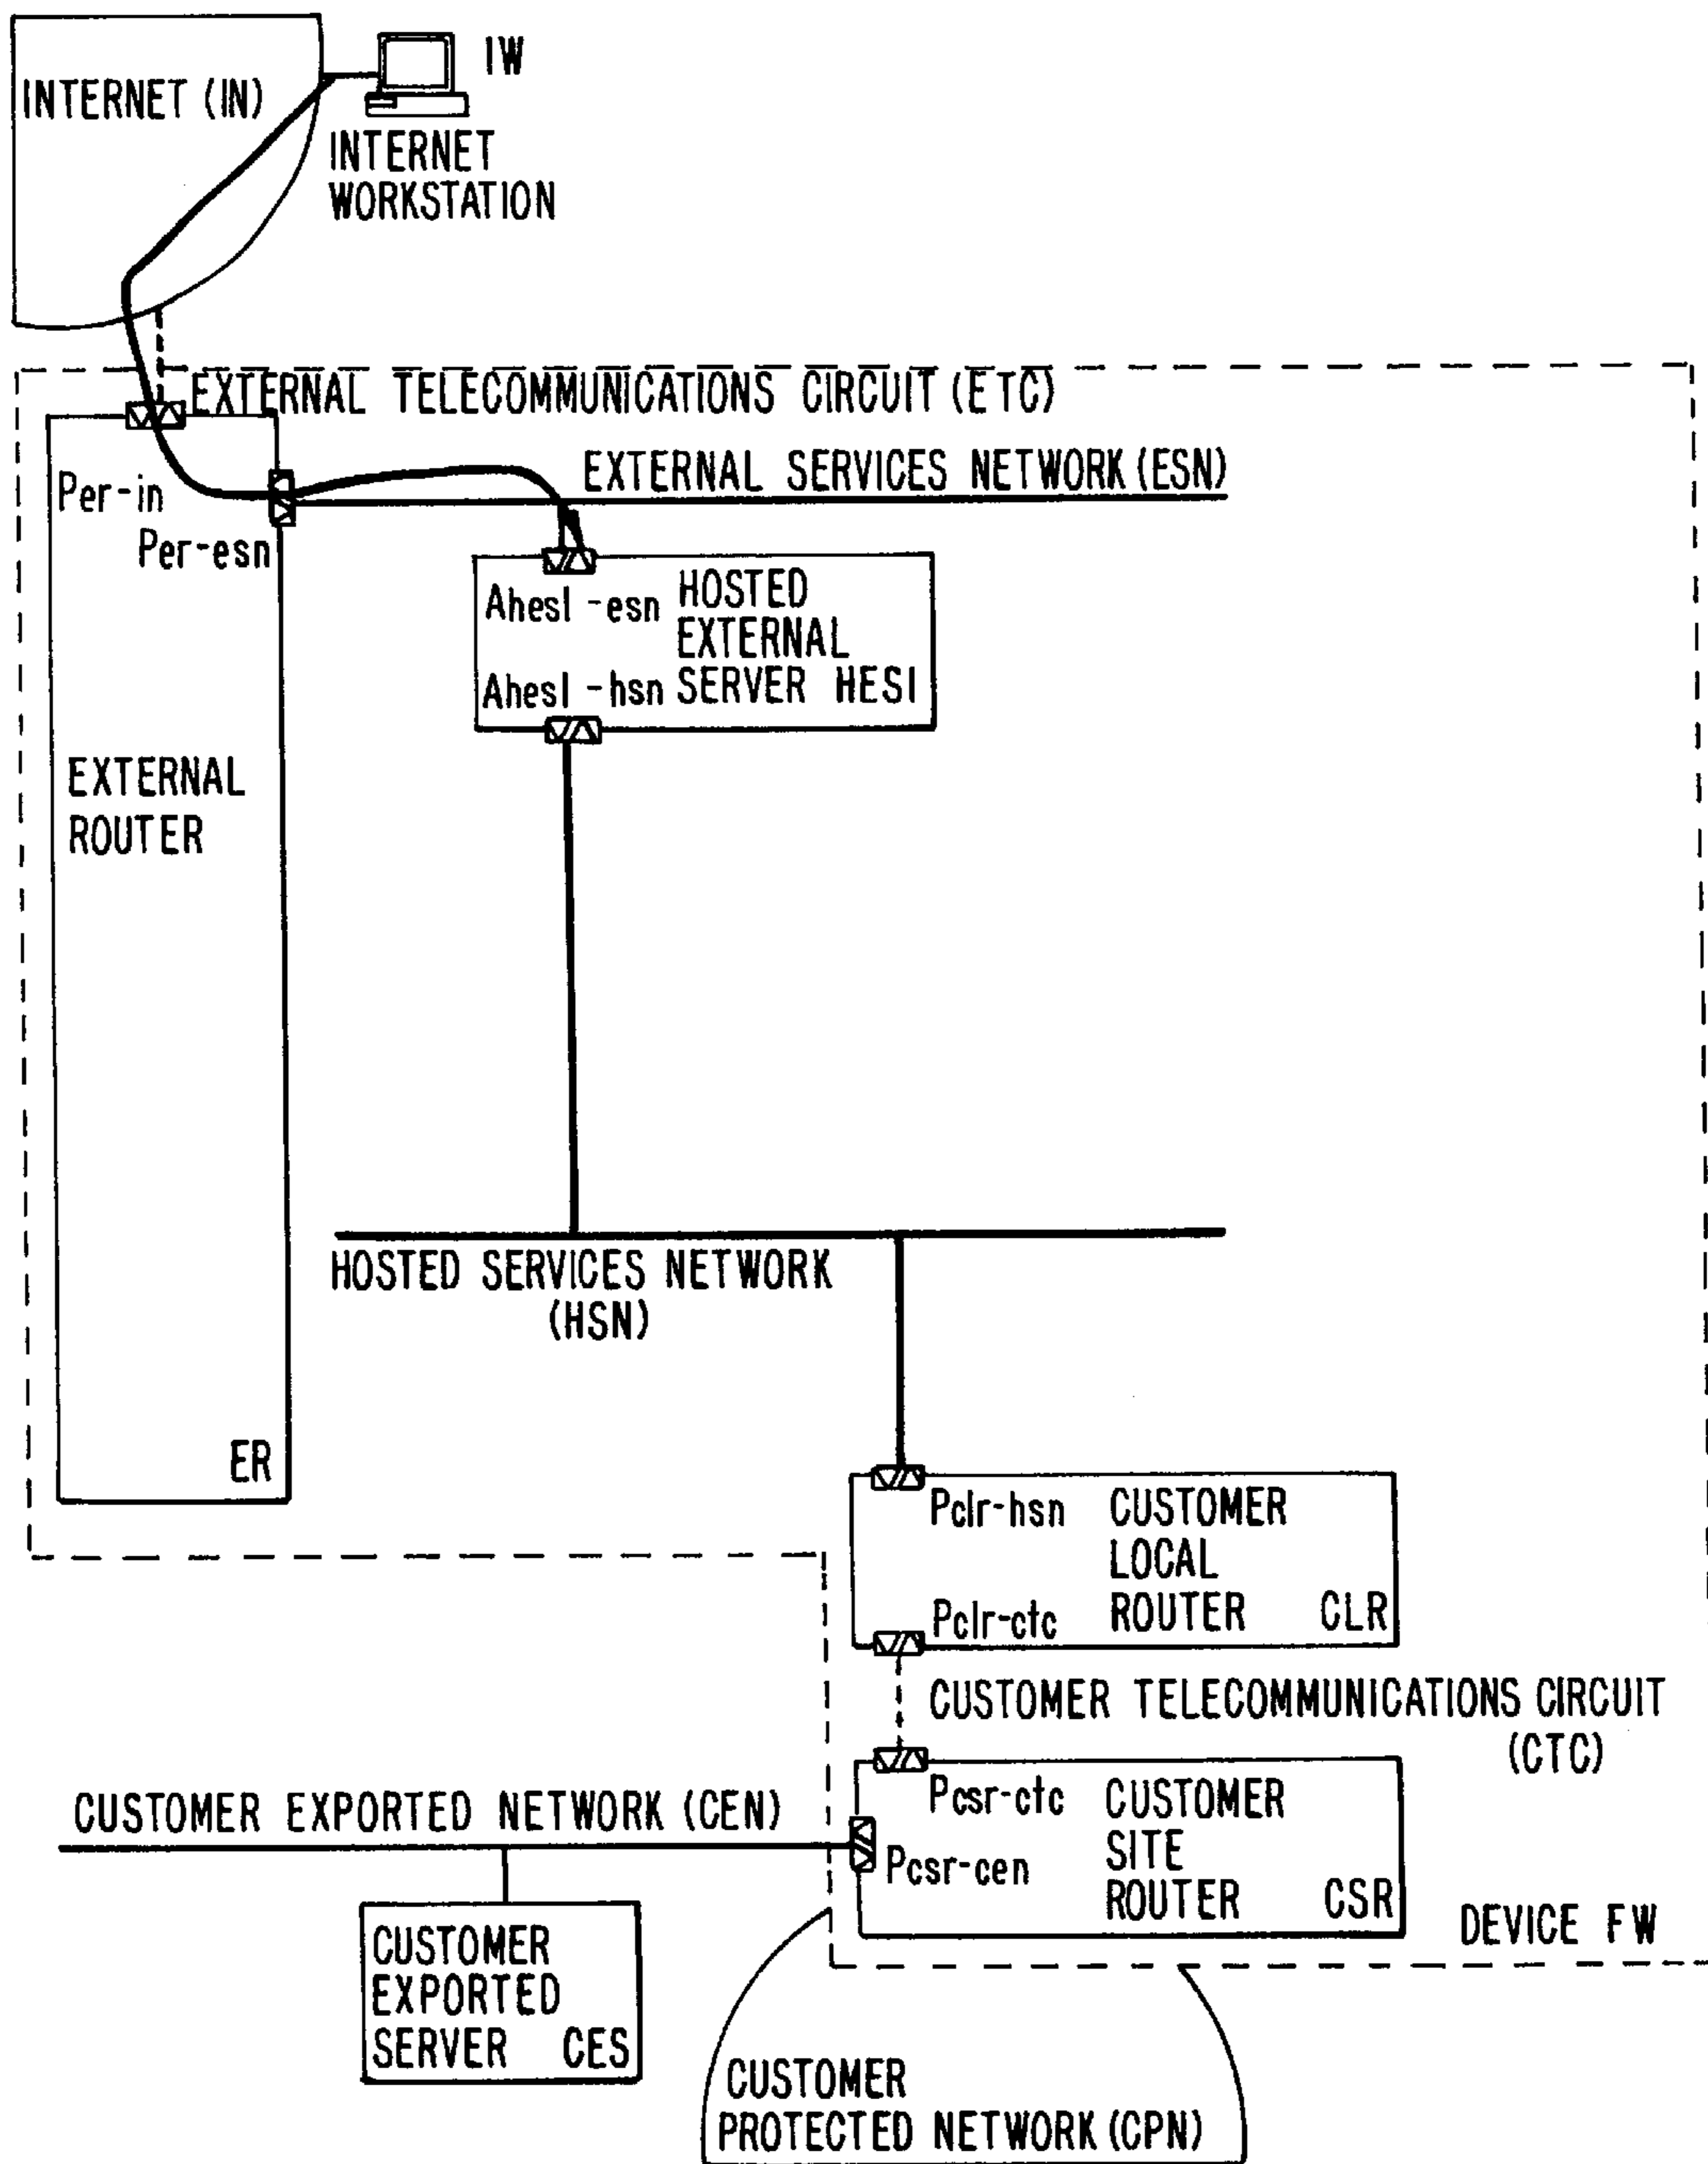 IW
INTERNET (IN)
INTERNET
WORKSTATION
EXTERNAL TELECOMMUNICATIONS CIRCUIT (ETC)
EXTERNAL SERVICES NETWORK (ESN)
Per-in
Per-esn
Ahes1-esn
HOSTED
EXTERNAL
SERVER HES1
Ahes1-hsn
EXTERNAL
ROUTER
ER
HOSTED SERVICES NETWORK
(HSN)
Pclr-hsn
CUSTOMER
LOCAL
ROUTER CLR
Pclr-ctc
CUSTOMER TELECOMMUNICATIONS CIRCUIT
(CTC)
Pcsr-ctc
CUSTOMER
SITE
ROUTER CSR
Pcsr-cen
CUSTOMER EXPORTED NETWORK (CEN)
CUSTOMER
EXPORTED
SERVER CES
DEVICE FW
CUSTOMER
PROTECTED NETWORK (CPN)